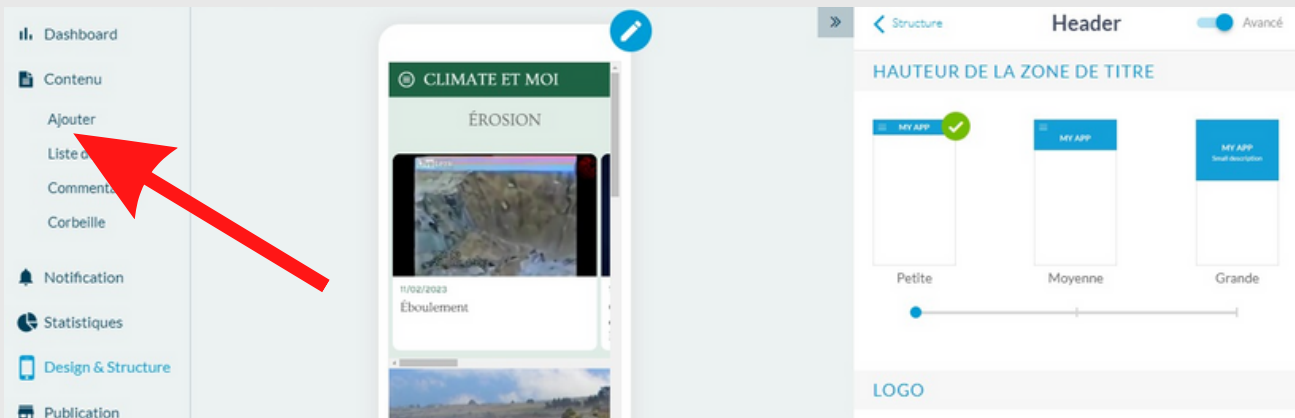 Dashboard
Contenu
Ajouter
Liste
Commenta
Corbeille
Notification
Statistiques
Design & Structure
Publication
CLIMATE ET MOI
ÉROSION
11/02/2023
Éboulement
Structure
Header
Avancé
HAUTEUR DE LA ZONE DE TITRE
MY APP
MY APP
MY APP
Small description
Petite
Moyenne
Grande
LOGO